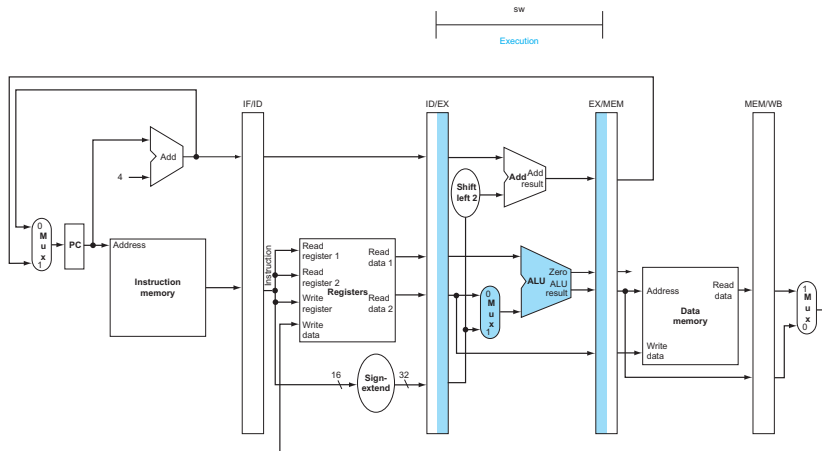 sw
Execution
IF/ID
ID/EX
EX/MEM
MEM/WB
Add
4
Shift
left 2
Add
Add
result
0
M
u
x
1
PC
Address
Instruction
memory
Instruction
Read
register 1
Read
register 2
Write
register
Write
data
Registers
Read
data 1
Read
data 2
16
Sign-
extend
32
0
M
u
x
1
ALU
Zero
ALU
result
Address
Write
data
Read
data
Data
memory
1
M
u
x
0